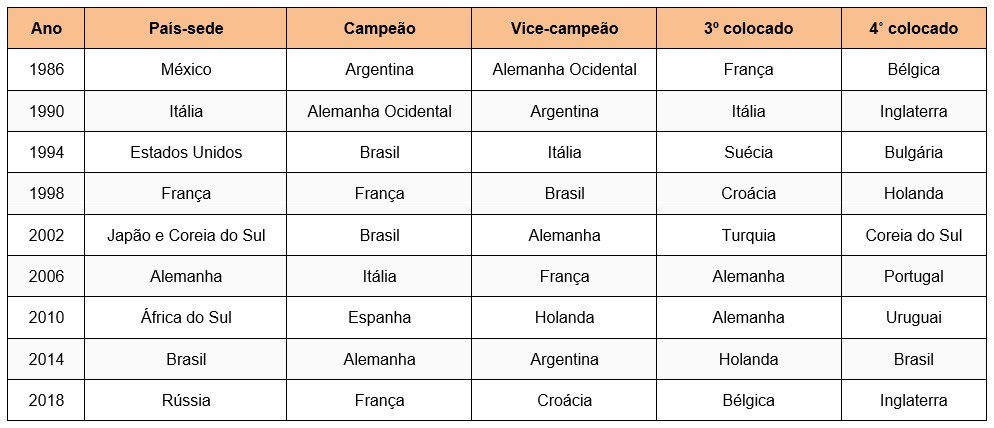 Ano País-sede Campeão Vice-campeão 3º colocado 4˚ colocado
1986 México Argentina Alemanha Ocidental França Bélgica
1990 Itália Alemanha Ocidental Argentina Itália Inglaterra
1994 Estados Unidos Brasil Itália Suécia Bulgária
1998 França França Brasil Croácia Holanda
2002 Japão e Coreia do Sul Brasil Alemanha Turquia Coreia do Sul
2006 Alemanha Itália França Alemanha Portugal
2010 África do Sul Espanha Holanda Alemanha Uruguai
2014 Brasil Alemanha Argentina Holanda Brasil
2018 Rússia França Croácia Bélgica Inglaterra